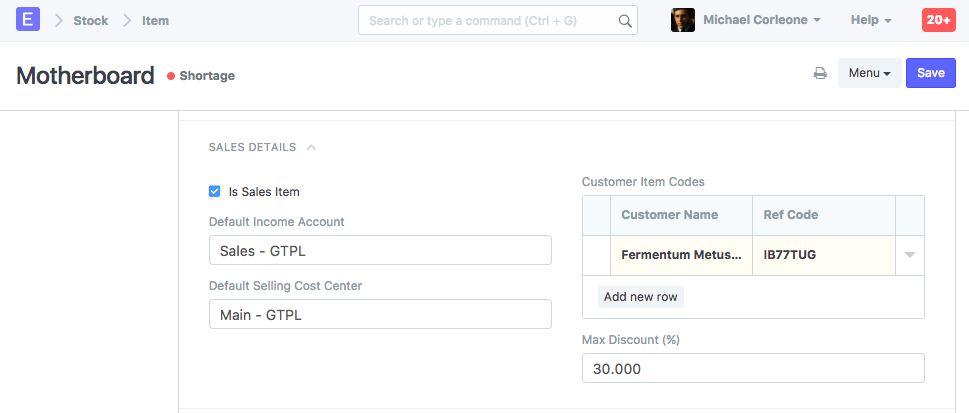 E Stock Item Search or type a command (Ctrl + G) Michael Corleone Help 20+
Motherboard Shortage Menu Save
SALES DETAILS
Is Sales Item
Default Income Account
Sales - GTPL
Default Selling Cost Center
Main - GTPL
Customer Item Codes
Customer Name Ref Code
Fermentum Metus... IB77TUG
Add new row
Max Discount (%)
30.000